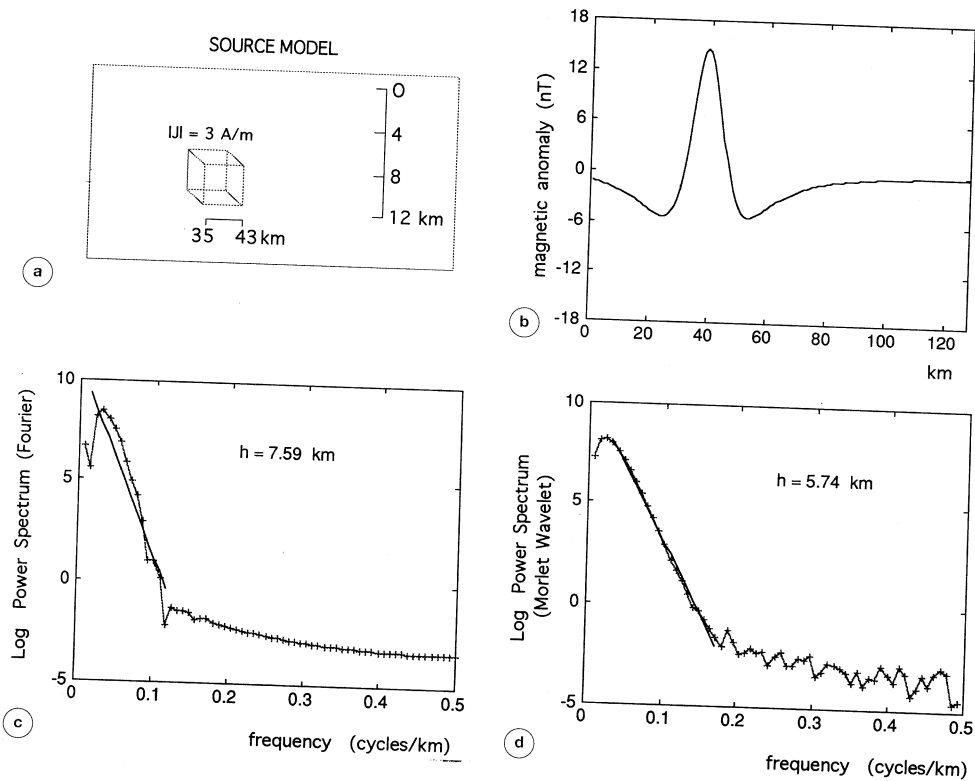 SOURCE MODEL
|J| = 3 A/m
0
4
8
12 km
35 43 km
a
magnetic anomaly (nT)
18
12
6
0
-6
-12
-18
0 20 40 60 80 100 120
km
b
Log Power Spectrum (Fourier)
10
5
0
-5
h = 7.59 km
0 0.1 0.2 0.3 0.4 0.5
frequency (cycles/km)
c
Log Power Spectrum
(Morlet Wavelet)
10
5
0
-5
h = 5.74 km
0 0.1 0.2 0.3 0.4 0.5
frequency (cycles/km)
d